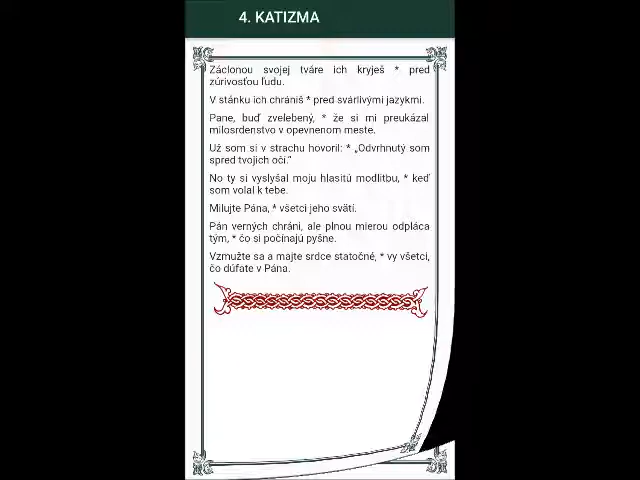 4. KATIZMA
Záclonou svojej tváre ich kryješ * pred
zúrivosťou ľudu.
V stánku ich chrániš * pred svárlivými jazykmi.
Pane, buď zvelebený, * že si mi preukázal
milosrdenstvo v opevnenom meste.
Už som si v strachu hovoril: * „Odvrhnutý som
spred tvojich očí."
No ty si vyslyšal moju hlasitú modlitbu, * keď
som volal k tebe.
Milujte Pána, * všetci jeho svätí.
Pán verných chráni, ale plnou mierou odpláca
tým, * čo si počínajú pyšne.
Vzmužte sa a majte srdce statočné, * vy všetci,
čo dúfate v Pána.